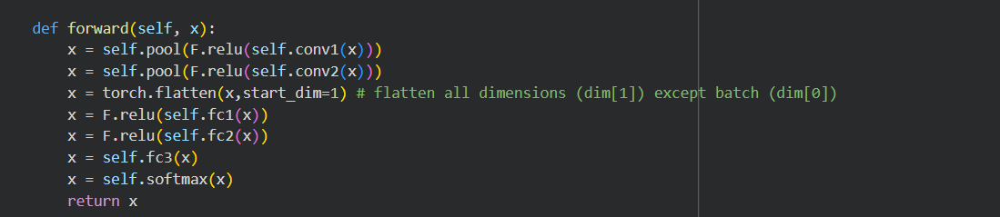 def forward(self, x):
x = self.pool(F.relu(self.conv1(x)))
x = self.pool(F.relu(self.conv2(x)))
x = torch.flatten(x,start_dim=1) # flatten all dimensions (dim[1]) except batch (dim[0])
x = F.relu(self.fc1(x))
x = F.relu(self.fc2(x))
x = self.fc3(x)
x = self.softmax(x)
return x